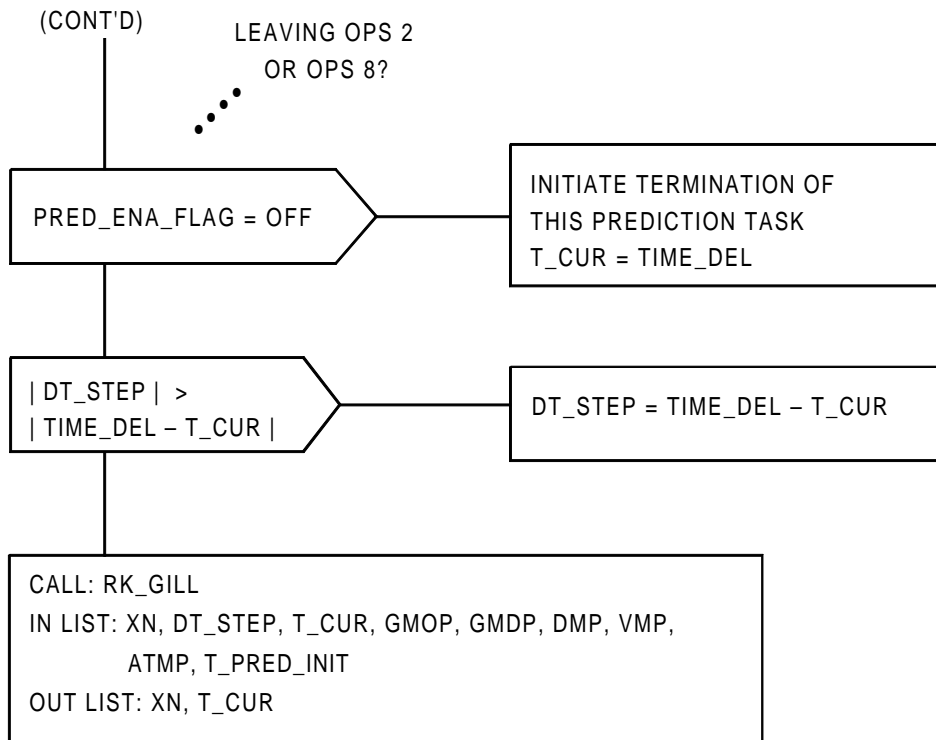 (CONT'D)
LEAVING OPS 2
OR OPS 8?
PRED_ENA_FLAG = OFF
INITIATE TERMINATION OF
THIS PREDICTION TASK
T_CUR = TIME_DEL
| DT_STEP | >
| TIME_DEL – T_CUR |
DT_STEP = TIME_DEL – T_CUR
CALL: RK_GILL
IN LIST: XN, DT_STEP, T_CUR, GMOP, GMDP, DMP, VMP,
ATMP, T_PRED_INIT
OUT LIST: XN, T_CUR